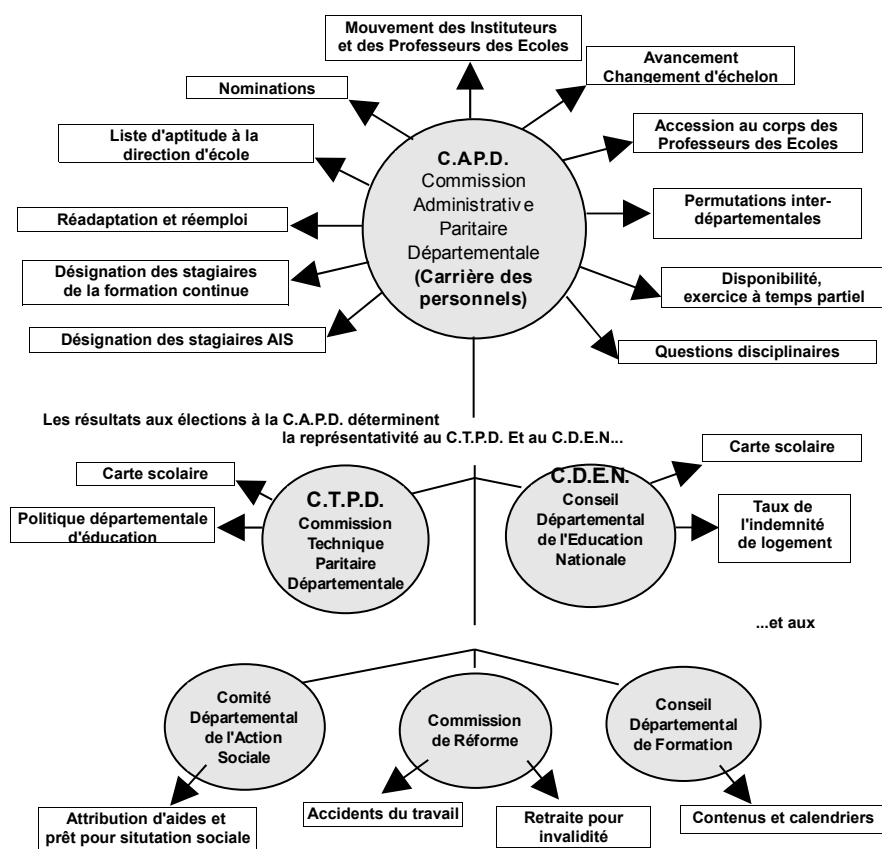 Mouvement des Instituteurs
et des Professeurs des Ecoles
Avancement
Changement d'échelon
Nominations
Liste d'aptitude à la
direction d'école
Accession au corps des
Professeurs des Ecoles
C.A.P.D.
Commission
Administrative
Paritaire
Départementale
(Carrière des
personnels)
Réadaptation et réemploi
Permutations inter-
départementales
Désignation des stagiaires
de la formation continue
Disponibilité,
exercice à temps partiel
Désignation des stagiaires AIS
Questions disciplinaires
Les résultats aux élections à la C.A.P.D. déterminent
la représentativité au C.T.P.D. Et au C.D.E.N...
Carte scolaire
Politique départementale
d'éducation
C.T.P.D.
Commission
Technique
Paritaire
Départementale
C.D.E.N.
Conseil
Départemental
de l'Education
Nationale
Carte scolaire
Taux de
l'indemnité
de logement
...et aux
Comité
Départemental
de l'Action
Sociale
Commission
de Réforme
Conseil
Départemental
de Formation
Attribution d'aides et
prêt pour situtation sociale
Accidents du travail
Retraite pour
invalidité
Contenus et calendriers